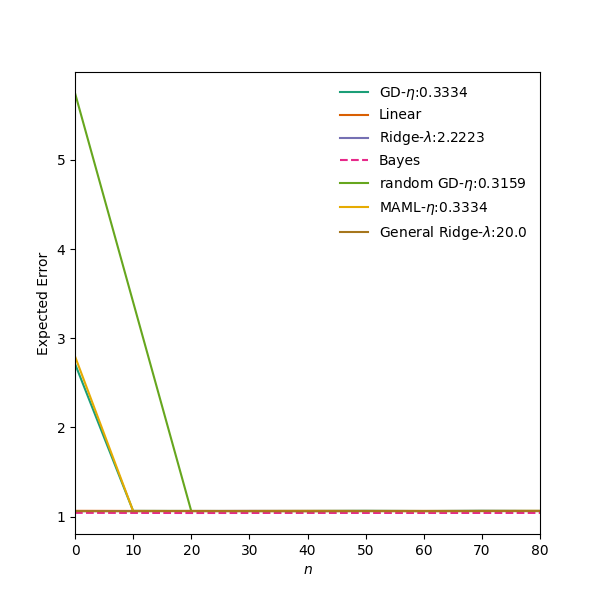 GD-η:0.3334
Linear
Ridge-λ:2.2223
Bayes
random GD-η:0.3159
MAML-η:0.3334
General Ridge-λ:20.0
Expected Error
5
4
3
2
1
0 10 20 30 40 50 60 70 80
n